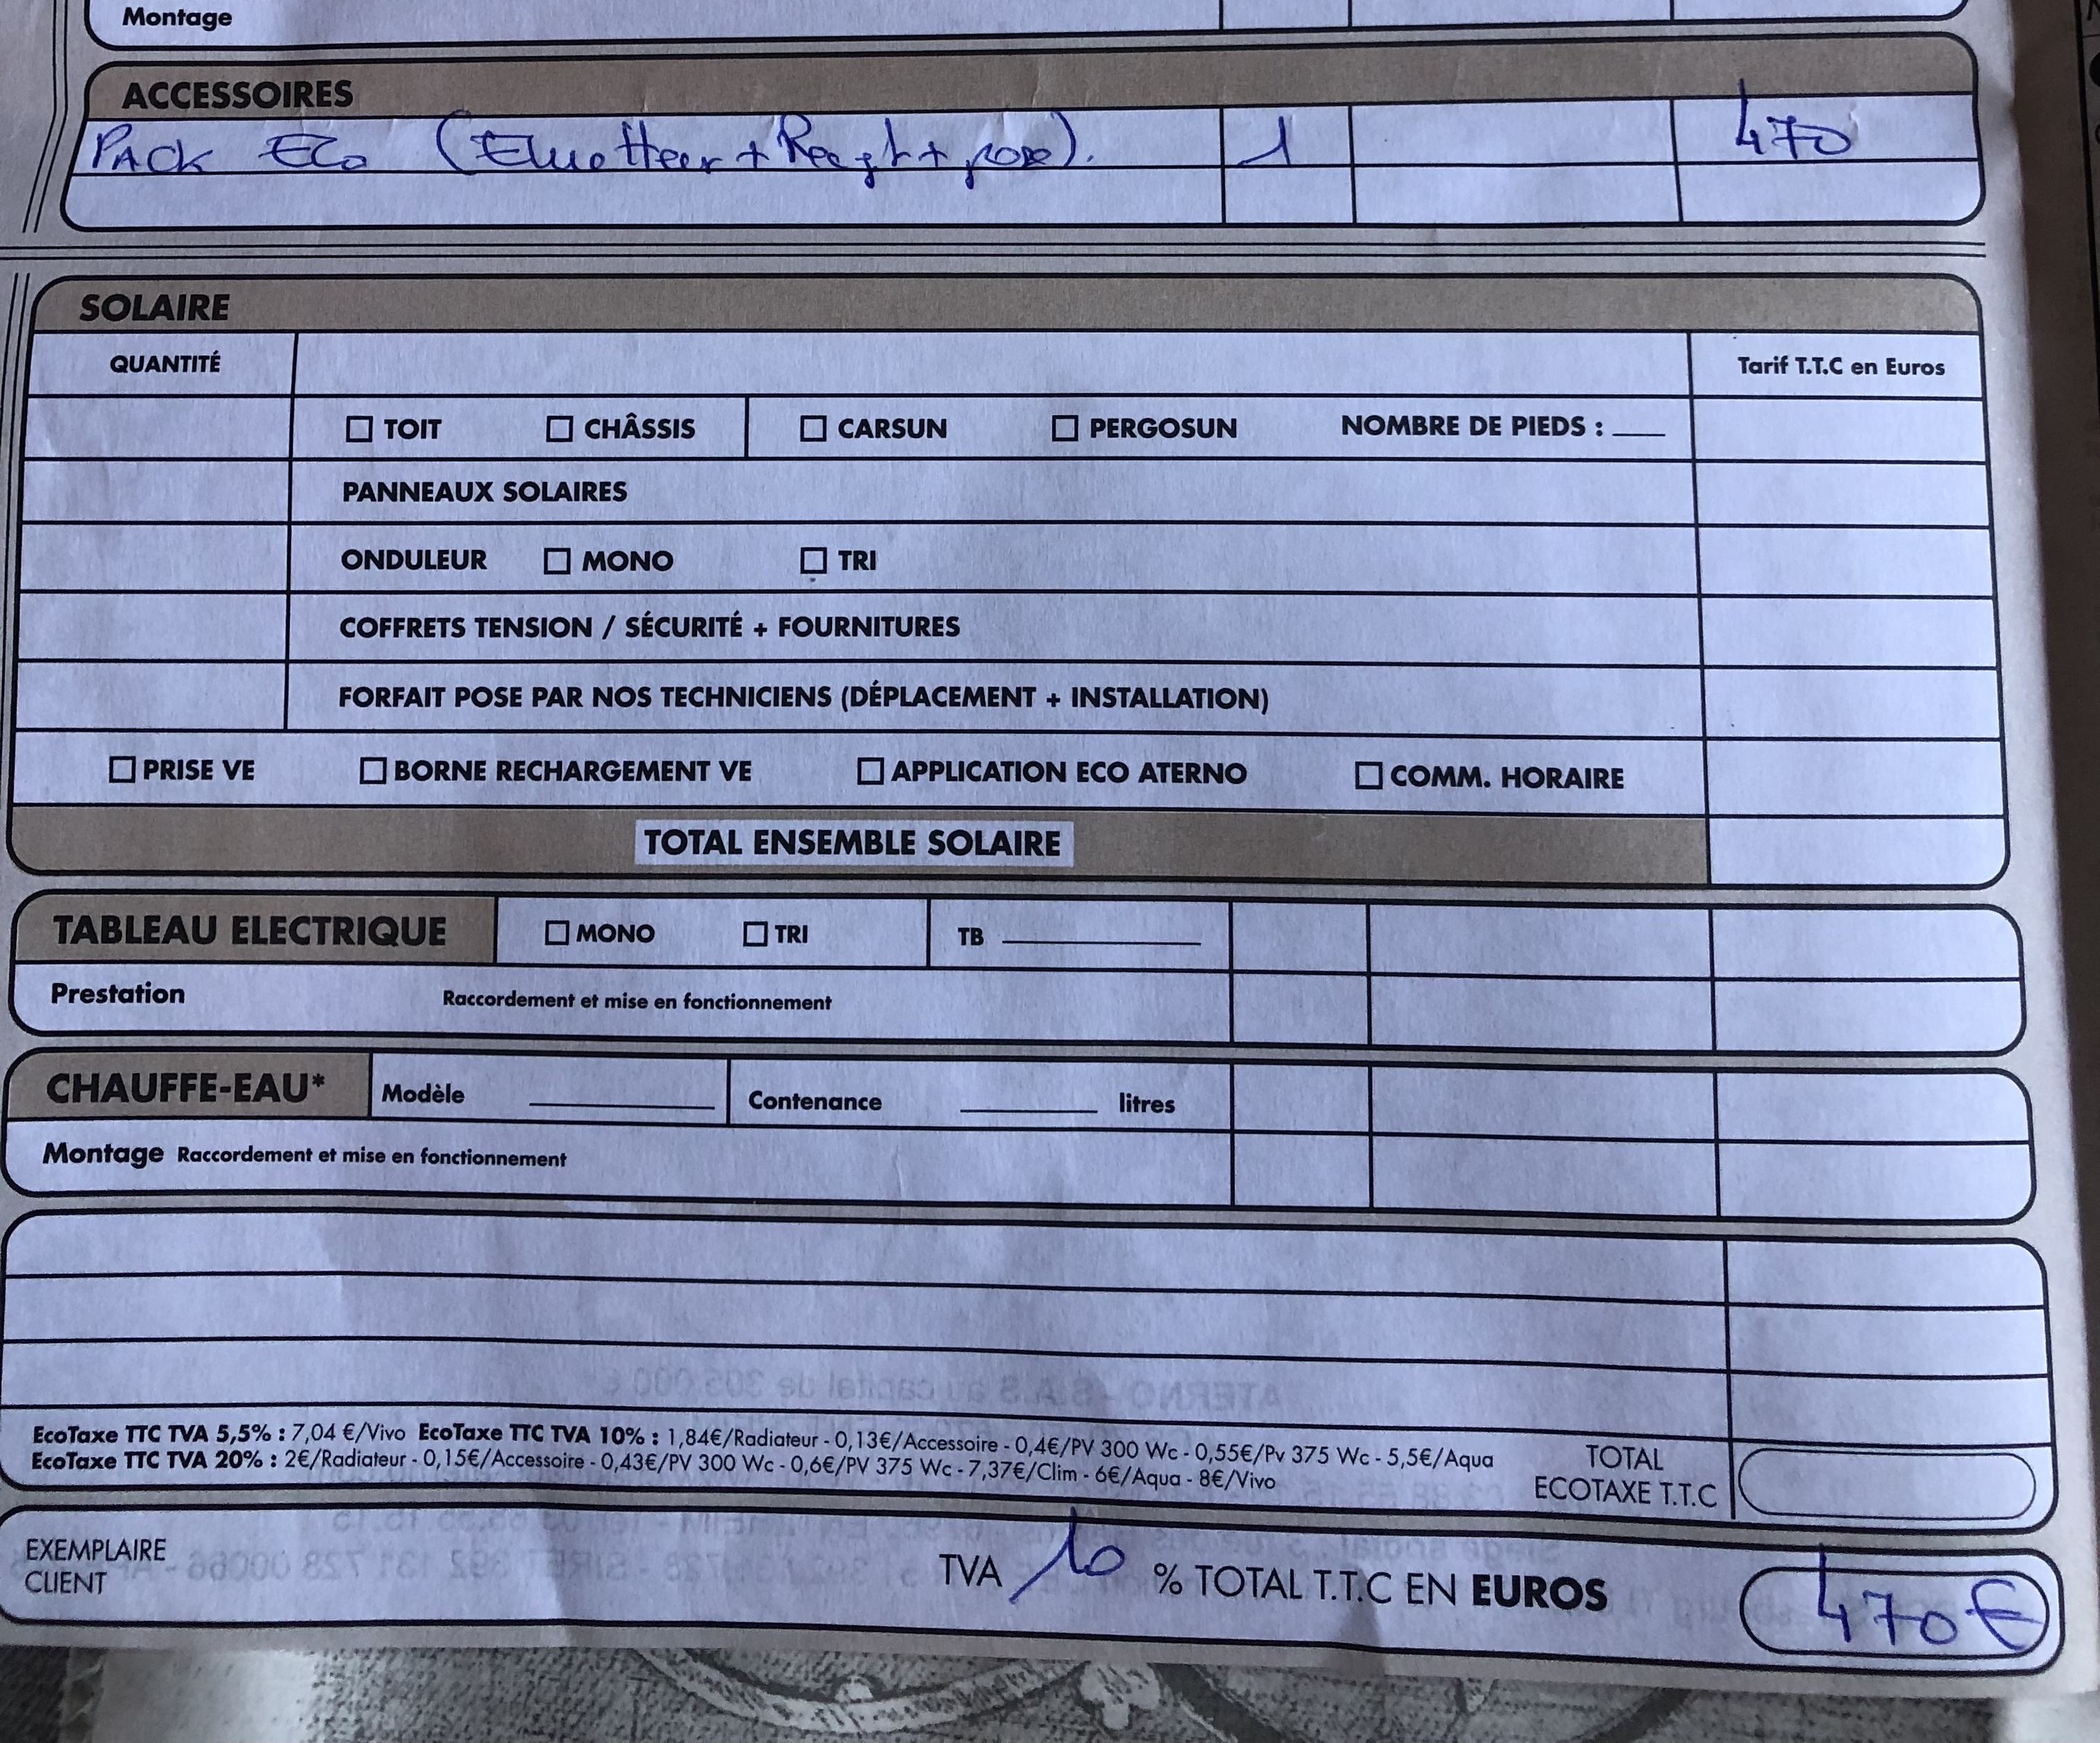 Montage
ACCESSOIRES
PACK ECo (Emetteur + + pose). 1 470
SOLAIRE
QUANTITÉ Tarif T.T.C en Euros
☐ TOIT ☐ CHÂSSIS ☐ CARSUN ☐ PERGOSUN NOMBRE DE PIEDS : ___
PANNEAUX SOLAIRES
ONDULEUR ☐ MONO ☐ TRI
COFFRETS TENSION / SÉCURITÉ + FOURNITURES
FORFAIT POSE PAR NOS TECHNICIENS (DÉPLACEMENT + INSTALLATION)
☐ PRISE VE ☐ BORNE RECHARGEMENT VE ☐ APPLICATION ECO ATERNO ☐ COMM. HORAIRE
TOTAL ENSEMBLE SOLAIRE
TABLEAU ELECTRIQUE ☐ MONO ☐ TRI TB ___
Prestation Raccordement et mise en fonctionnement
CHAUFFE-EAU* Modèle ___ Contenance ___ litres
Montage Raccordement et mise en fonctionnement
EcoTaxe TTC TVA 5,5% : 7,04 €/Vivo EcoTaxe TTC TVA 10% : 1,84€/Radiateur - 0,13€/Accessoire - 0,4€/PV 300 Wc - 0,55€/Pv 375 Wc - 5,5€/Aqua
EcoTaxe TTC TVA 20% : 2€/Radiateur - 0,15€/Accessoire - 0,43€/PV 300 Wc - 0,6€/PV 375 Wc - 7,37€/Clim - 6€/Aqua - 8€/Vivo
TOTAL
ECOTAXE T.T.C
EXEMPLAIRE
CLIENT
TVA 10 % TOTAL T.T.C EN EUROS 470€